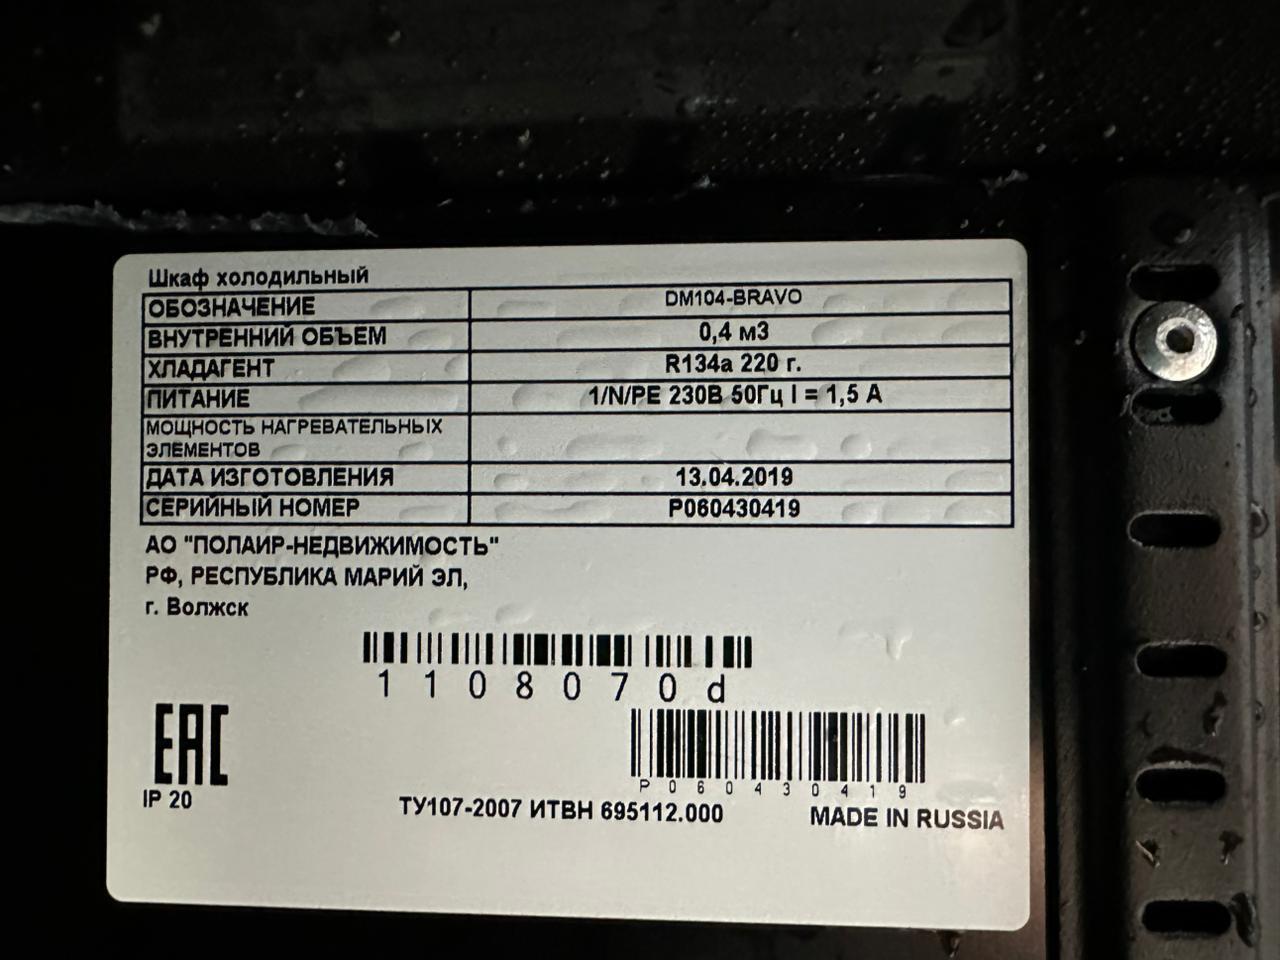 Шкаф холодильный
ОБОЗНАЧЕНИЕ DM104-BRAVO
ВНУТРЕННИЙ ОБЪЕМ 0,4 м3
ХЛАДАГЕНТ R134a 220 г.
ПИТАНИЕ 1/N/PE 230В 50Гц I = 1,5 А
МОЩНОСТЬ НАГРЕВАТЕЛЬНЫХ
ЭЛЕМЕНТОВ
ДАТА ИЗГОТОВЛЕНИЯ 13.04.2019
СЕРИЙНЫЙ НОМЕР P060430419
АО "ПОЛАИР-НЕДВИЖИМОСТЬ"
РФ, РЕСПУБЛИКА МАРИЙ ЭЛ,
г. Волжск
1108070d
EAC
P060430419
IP 20
ТУ107-2007 ИТВН 695112.000
MADE IN RUSSIA